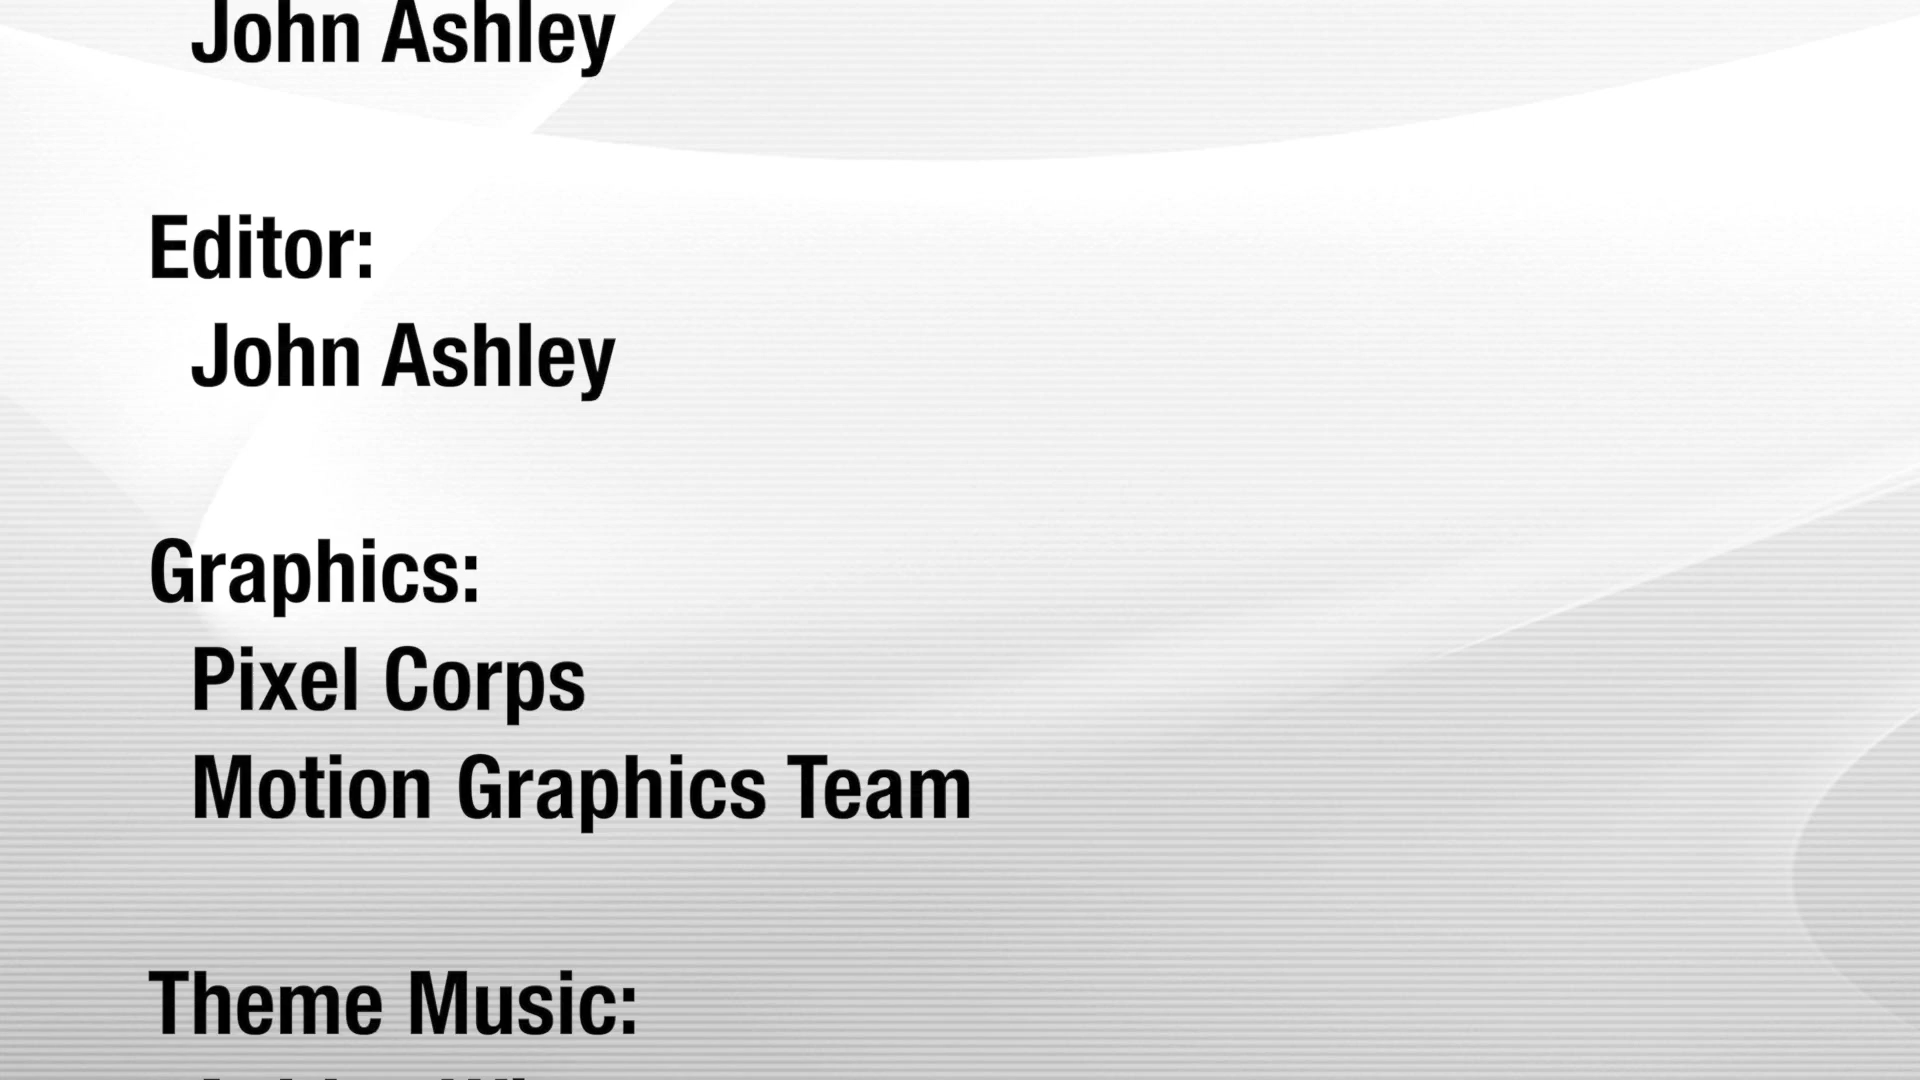 John Ashley
Editor:
John Ashley
Graphics:
Pixel Corps
Motion Graphics Team
Theme Music: